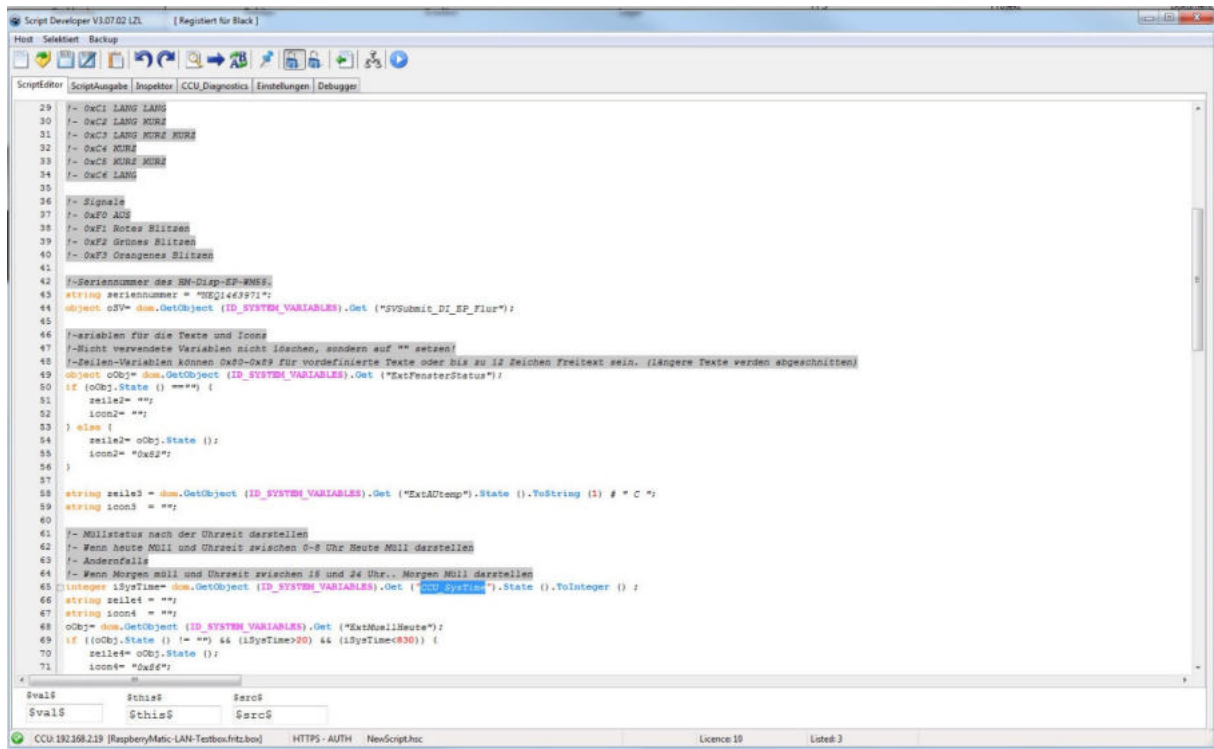 Script Developer V3.07.02 LZL [ Registiert für Black ]
Host Selektiert Backup
ScriptEditor ScriptAusgabe Inspektor CCU_Diagnostics Einstellungen Debugger
29 !- 0xC1 LANG LANG
30 !- 0xC2 LANG KURZ
31 !- 0xC3 LANG KURZ KURZ
32 !- 0xC4 KURZ
33 !- 0xC5 KURZ KURZ
34 !- 0xC6 LANG
35
36 !- Signale
37 !- 0xF0 AUS
38 !- 0xF1 Rotes Blitzen
39 !- 0xF2 Grünes Blitzen
40 !- 0xF3 Orangenes Blitzen
41
42 !-Seriennummer des HM-Disp-EP-WM55.
43 string seriennummer = "NEQ1463971";
44 object oSV= dom.GetObject (ID_SYSTEM_VARIABLES).Get ("SVSubmit_DI_EP_Flur");
45
46 !-ariablen für die Texte und Icons
47 !-Nicht verwendete Variablen nicht löschen, sondern auf "" setzen!
48 !-Zeilen-Variablen können 0x80-0x89 für vordefinierte Texte oder bis zu 12 Zeichen Freitext sein. (längere Texte werden abgeschnitten)
49 object oObj= dom.GetObject (ID_SYSTEM_VARIABLES).Get ("ExtFensterStatus");
50 if (oObj.State () =="") {
51 zeile2= "";
52 icon2= "";
53 } else {
54 zeile2= oObj.State ();
55 icon2= "0x82";
56 }
57
58 string zeile3 = dom.GetObject (ID_SYSTEM_VARIABLES).Get ("ExtAUtemp").State ().ToString (1) # " C ";
59 string icon3 = "";
60
61 !- Müllstatus nach der Uhrzeit darstellen
62 !- Wenn heute Müll und Uhrzeit zwischen 0-8 Uhr Heute Müll darstellen
63 !- Andernfalls
64 !- Wenn Morgen müll und Uhrzeit zwischen 18 und 24 Uhr.. Morgen Müll darstellen
65 integer iSysTime= dom.GetObject (ID_SYSTEM_VARIABLES).Get ("CCU_SysTime").State ().ToInteger () ;
66 string zeile4 = "";
67 string icon4 = "";
68 oObj= dom.GetObject (ID_SYSTEM_VARIABLES).Get ("ExtMuellHeute");
69 if ((oObj.State () != "") && (iSysTime>20) && (iSysTime<830)) {
70 zeile4= oObj.State ();
71 icon4= "0x86";
$val$ $this$ $src$
$val$ $this$ $src$
CCU: 192.168.2.19 [RaspberryMatic-LAN-Testbox.fritz.box] HTTPS - AUTH NewScript.hsc Licence: 10 Listed: 3